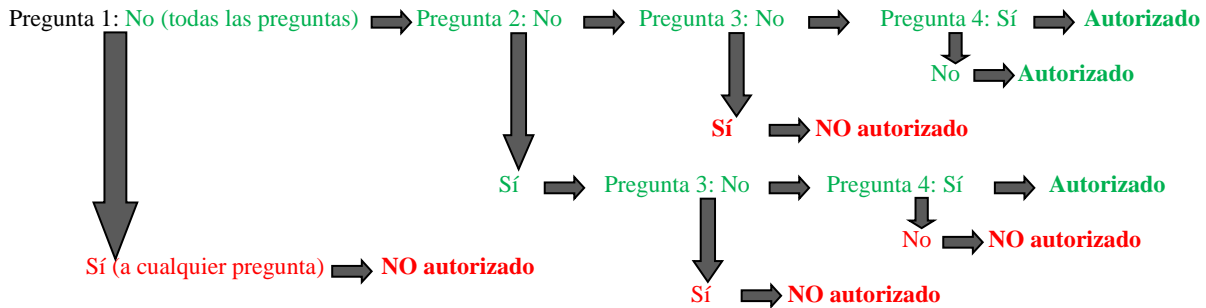 Pregunta 1: No (todas las preguntas) Pregunta 2: No Pregunta 3: No Pregunta 4: Sí Autorizado
No Autorizado
Sí NO autorizado
Sí Pregunta 3: No Pregunta 4: Sí Autorizado
No NO autorizado
Sí (a cualquier pregunta) NO autorizado
Sí NO autorizado